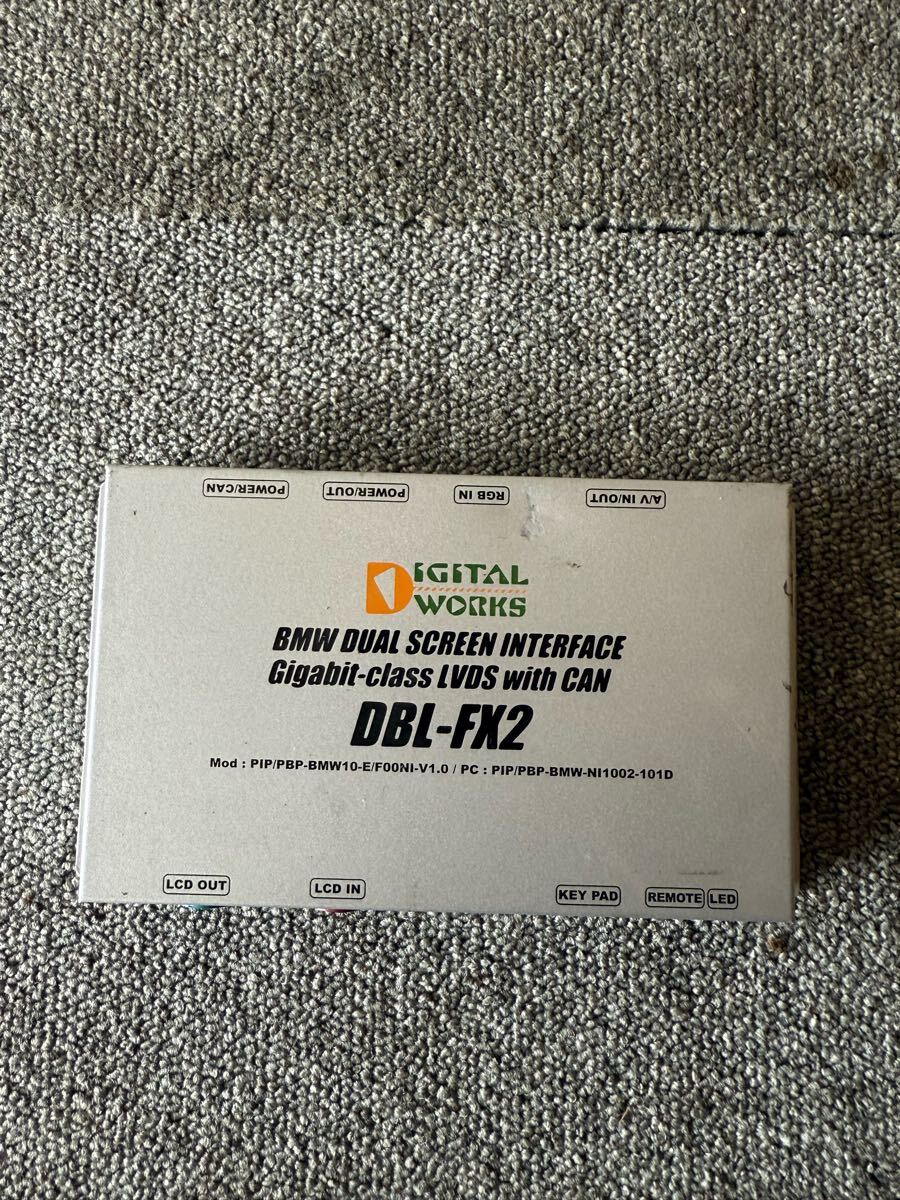 POWER/CAN
POWER/OUT
RGB IN
A/V IN/OUT
DIGITAL
WORKS
BMW DUAL SCREEN INTERFACE
Gigabit-class LVDS with CAN
DBL-FX2
Mod : PIP/PBP-BMW10-E/F00NI-V1.0 / PC : PIP/PBP-BMW-NI1002-101D
LCD OUT
LCD IN
KEY PAD
REMOTE
LED